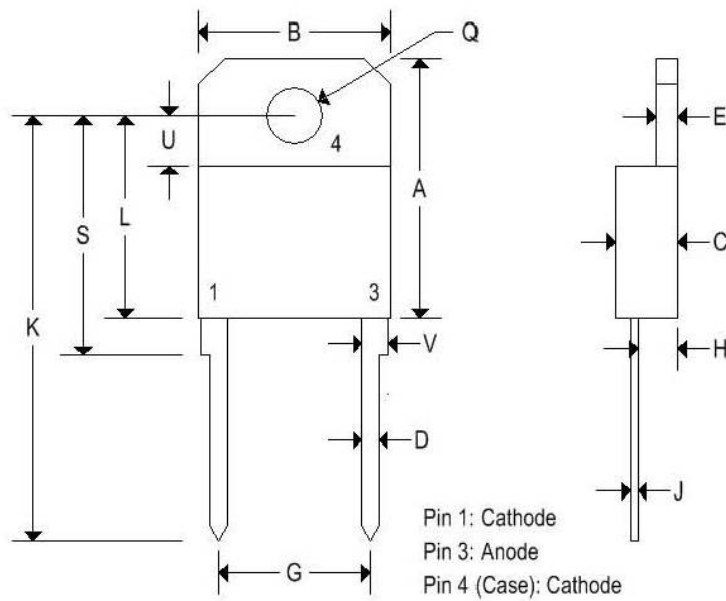 B
Q
U
4
E
A
L
S
C
1
3
K
V
H
D
J
Pin 1: Cathode
Pin 3: Anode
G
Pin 4 (Case): Cathode